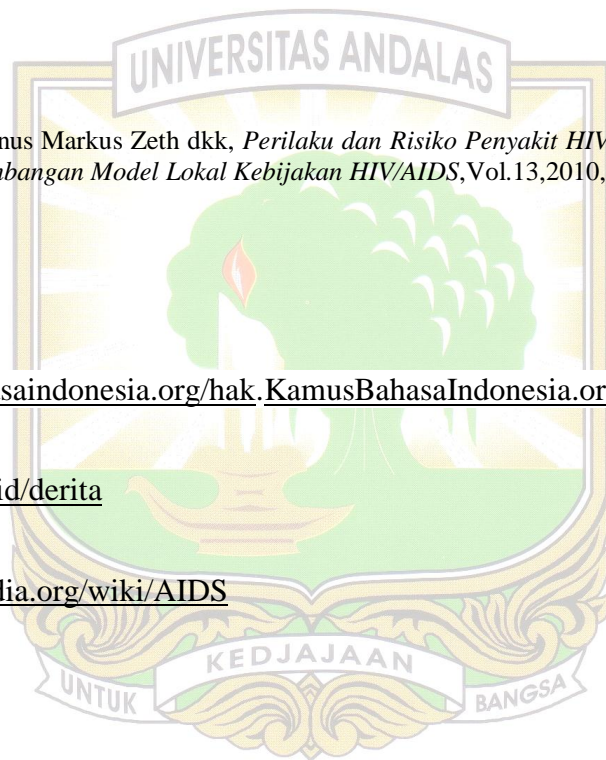 UNIVERSITAS ANDALAS
nus Markus Zeth dkk, Perilaku dan Risiko Penyakit HIV
mbangan Model Lokal Kebijakan HIV/AIDS,Vol.13,2010,
saindonesia.org/hak.KamusBahasaIndonesia.or
id/derita
dia.org/wiki/AIDS
KEDJAJAAN
UNTUK
BANGSA